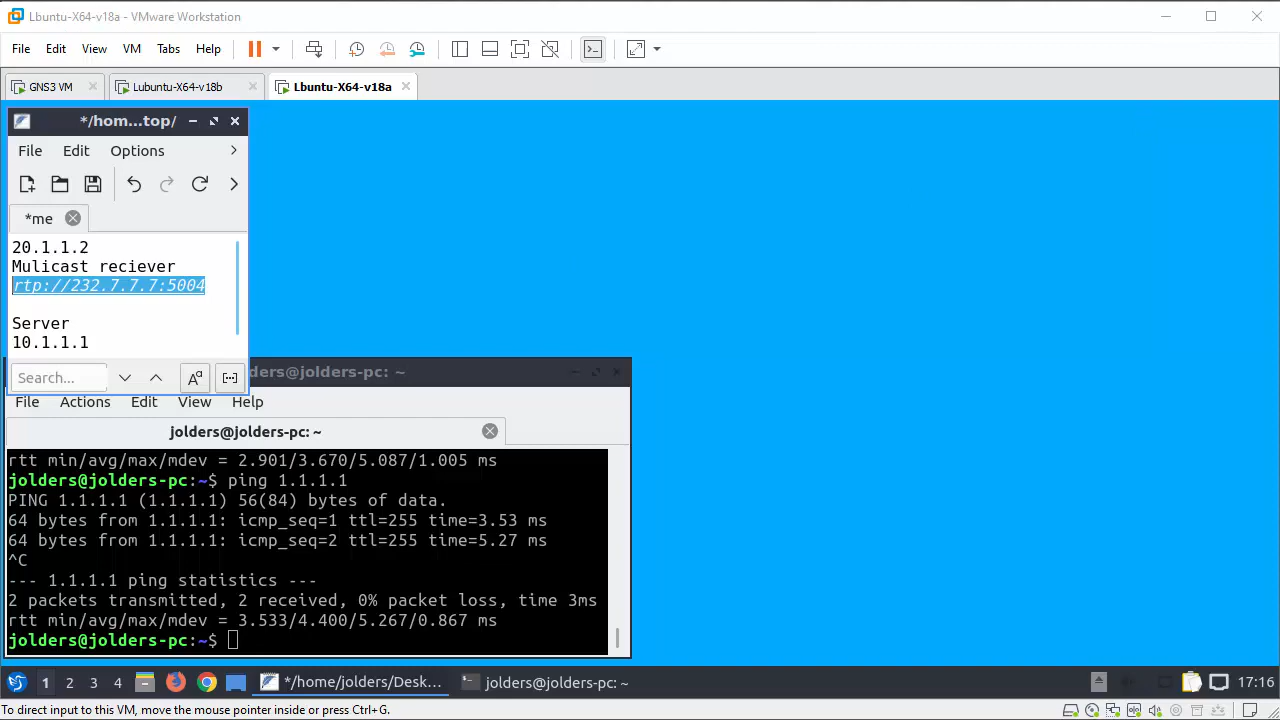 Lbuntu-X64-v18a - VMware Workstation
File Edit View VM Tabs Help
GNS3 VM Lubuntu-X64-v18b Lbuntu-X64-v18a
*/hom...top/
File Edit Options
*me
20.1.1.2
Mulicast reciever
rtp://232.7.7.7:5004
Server
10.1.1.1
Search...
ders@jolders-pc: ~
File Actions Edit View Help
jolders@jolders-pc: ~
rtt min/avg/max/mdev = 2.901/3.670/5.087/1.005 ms
jolders@jolders-pc:~$ ping 1.1.1.1
PING 1.1.1.1 (1.1.1.1) 56(84) bytes of data.
64 bytes from 1.1.1.1: icmp_seq=1 ttl=255 time=3.53 ms
64 bytes from 1.1.1.1: icmp_seq=2 ttl=255 time=5.27 ms
^C
--- 1.1.1.1 ping statistics ---
2 packets transmitted, 2 received, 0% packet loss, time 3ms
rtt min/avg/max/mdev = 3.533/4.400/5.267/0.867 ms
jolders@jolders-pc:~$
1 2 3 4 */home/jolders/Desk... jolders@jolders-pc: ~ 17:16
To direct input to this VM, move the mouse pointer inside or press Ctrl+G.